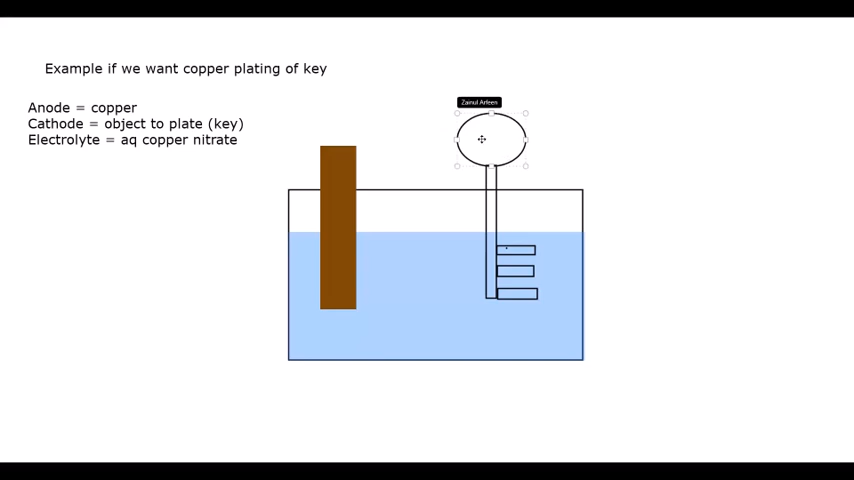 Example if we want copper plating of key
Zainul Arfeen
Anode = copper
Cathode = object to plate (key)
Electrolyte = aq copper nitrate